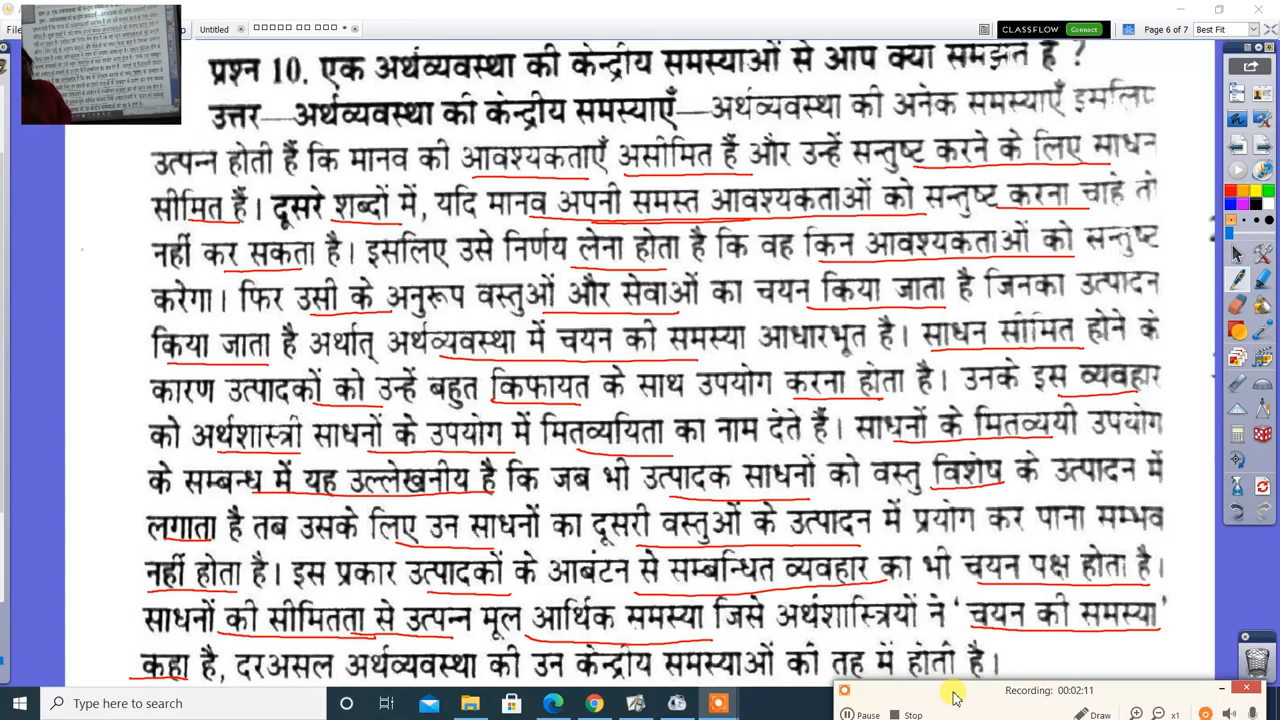 File
Untitled
CLASSFLOW Connect
Page 6 of 7
Best Fit
प्रश्न 10. एक अर्थव्यवस्था की केन्द्रीय समस्याओं से आप क्या समझते हैं ?
उत्तर—अर्थव्यवस्था की केन्द्रीय समस्याएँ—अर्थव्यवस्था की अनेक समस्याएँ इसलिए
उत्पन्न होती हैं कि मानव की आवश्यकताएँ असीमित हैं और उन्हें सन्तुष्ट करने के लिए साधन
सीमित हैं। दूसरे शब्दों में, यदि मानव अपनी समस्त आवश्यकताओं को सन्तुष्ट करना चाहे तो
नहीं कर सकता है। इसलिए उसे निर्णय लेना होता है कि वह किन आवश्यकताओं को सन्तुष्ट
करेगा। फिर उसी के अनुरूप वस्तुओं और सेवाओं का चयन किया जाता है जिनका उत्पादन
किया जाता है अर्थात् अर्थव्यवस्था में चयन की समस्या आधारभूत है। साधन सीमित होने के
कारण उत्पादकों को उन्हें बहुत किफायत के साथ उपयोग करना होता है। उनके इस व्यवहार
को अर्थशास्त्री साधनों के उपयोग में मितव्ययिता का नाम देते हैं। साधनों के मितव्ययी उपयोग
के सम्बन्ध में यह उल्लेखनीय है कि जब भी उत्पादक साधनों को वस्तु विशेष के उत्पादन में
लगाता है तब उसके लिए उन साधनों का दूसरी वस्तुओं के उत्पादन में प्रयोग कर पाना सम्भव
नहीं होता है। इस प्रकार उत्पादकों के आबंटन से सम्बन्धित व्यवहार का भी चयन पक्ष होता है।
साधनों की सीमितता से उत्पन्न मूल आर्थिक समस्या जिसे अर्थशास्त्रियों ने ‘चयन की समस्या’
कहा है, दरअसल अर्थव्यवस्था की उन केन्द्रीय समस्याओं की तह में होती है।
Recording: 00:02:11
Type here to search
Pause Stop Draw x1